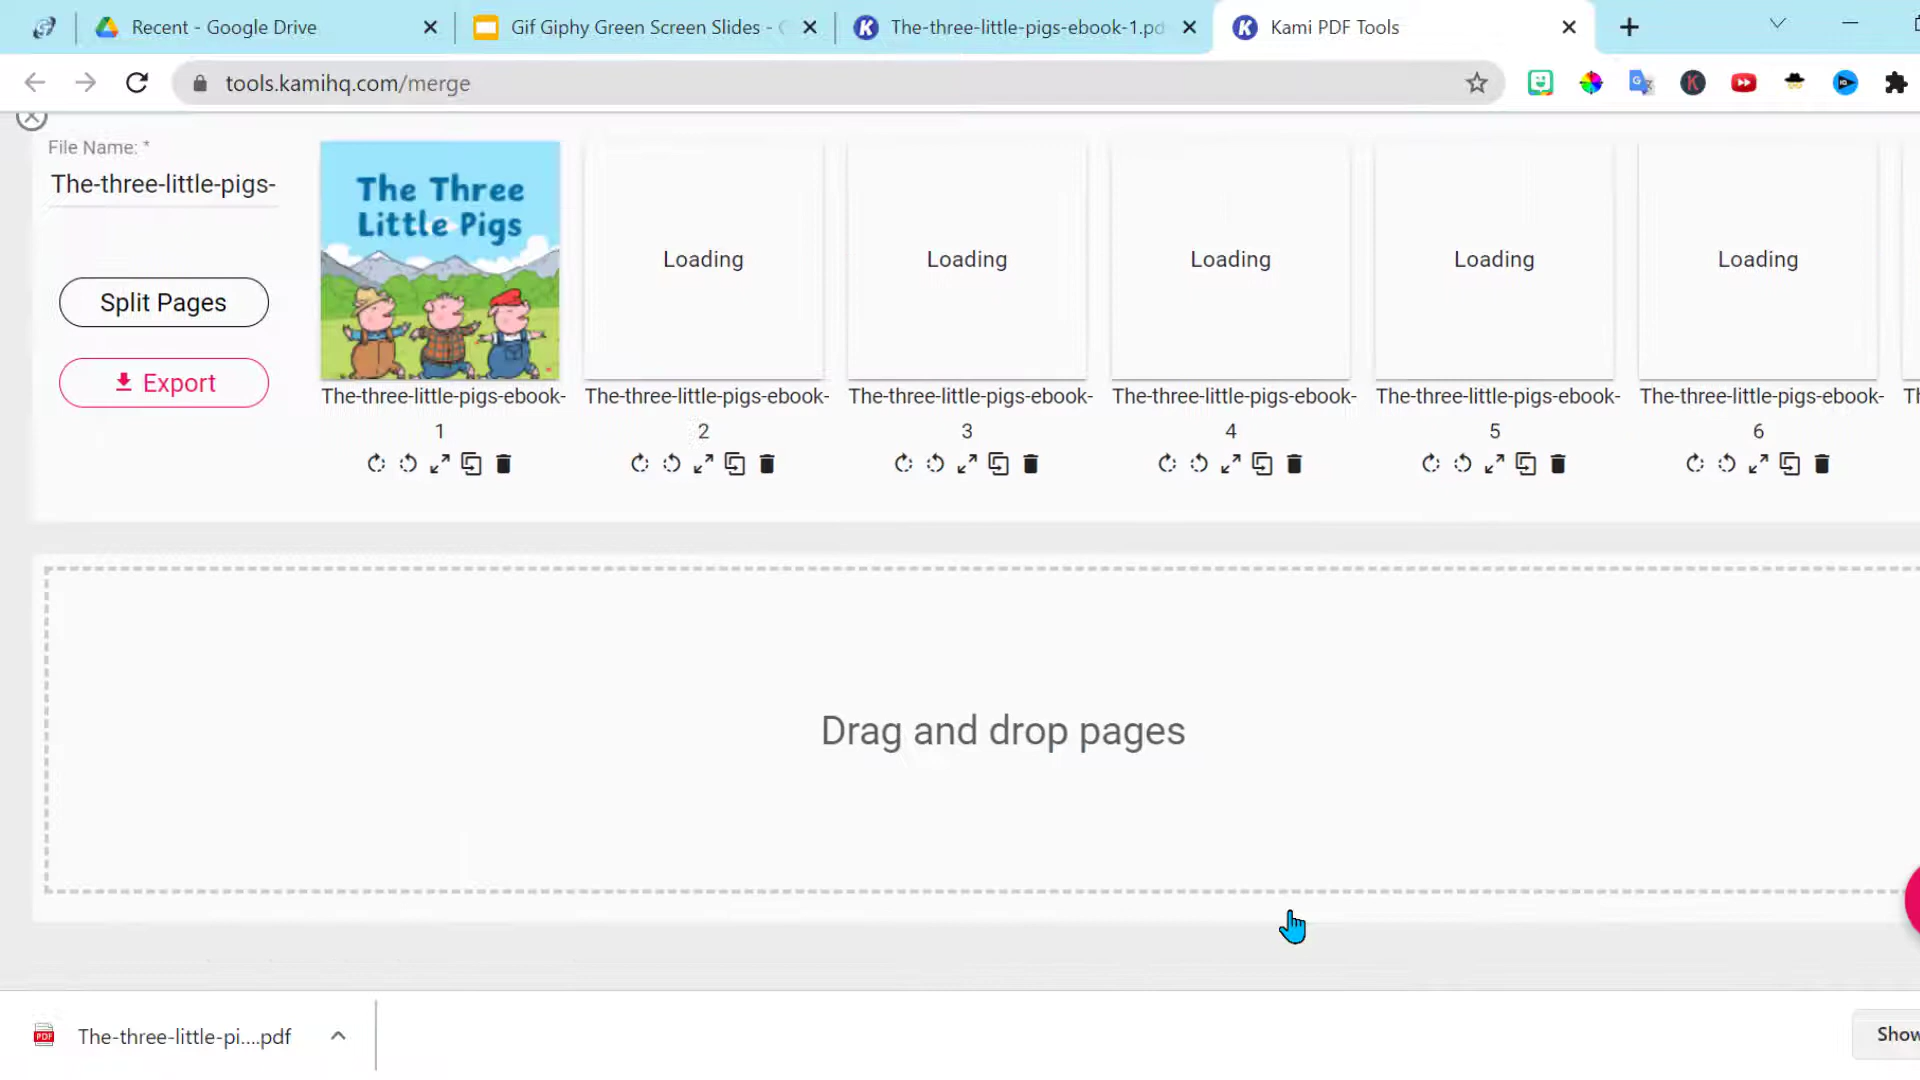 Recent - Google Drive
Gif Giphy Green Screen Slides -
The-three-little-pigs-ebook-1.pd
Kami PDF Tools
tools.kamihq.com/merge
File Name: *
The-three-little-pigs-
Split Pages
Export
The Three
Little Pigs
Loading
Loading
Loading
Loading
Loading
The-three-little-pigs-ebook-
The-three-little-pigs-ebook-
The-three-little-pigs-ebook-
The-three-little-pigs-ebook-
The-three-little-pigs-ebook-
The-three-little-pigs-ebook-
1
2
3
4
5
6
Drag and drop pages
PDF
The-three-little-pi....pdf
Show